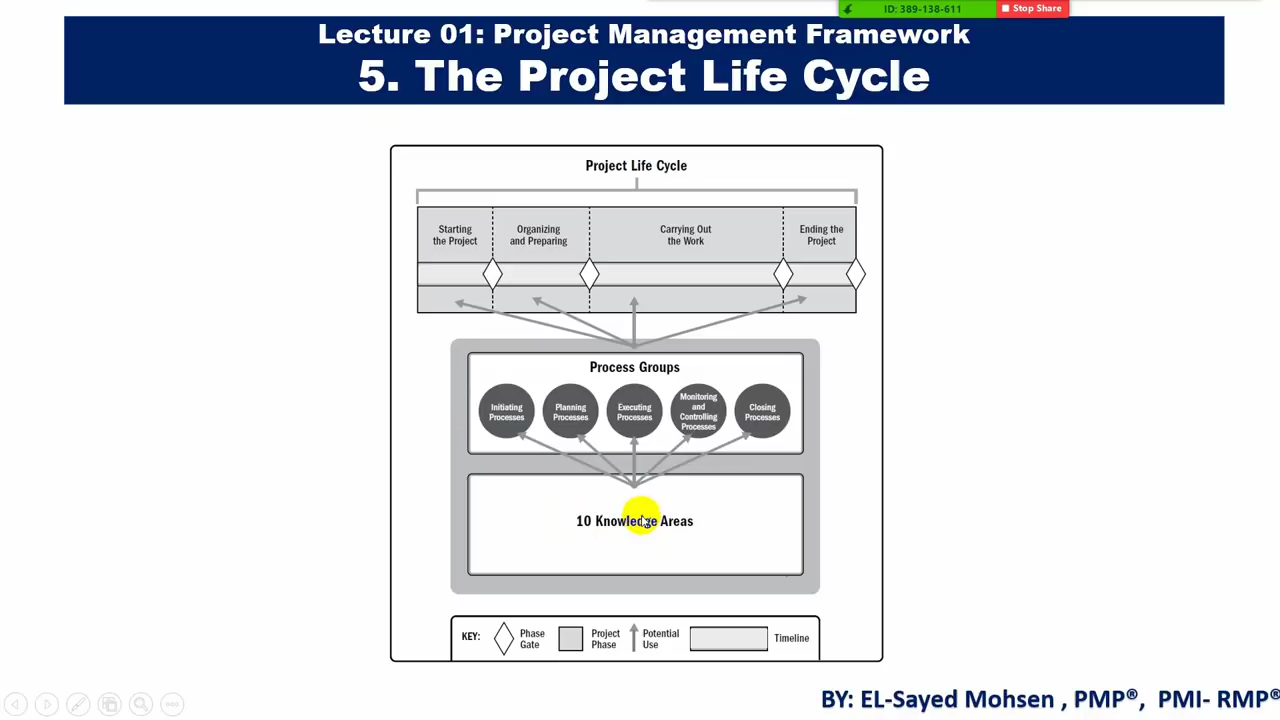 ID: 389-138-611
Stop Share
Lecture 01: Project Management Framework
5. The Project Life Cycle
Project Life Cycle
Starting
the Project
Organizing
and Preparing
Carrying Out
the Work
Ending the
Project
Process Groups
Initiating
Processes
Planning
Processes
Executing
Processes
Monitoring
and
Controlling
Processes
Closing
Processes
10 Knowledge Areas
KEY:
Phase
Gate
Project
Phase
Potential
Use
Timeline
BY: EL-Sayed Mohsen , PMP®, PMI- RMP®